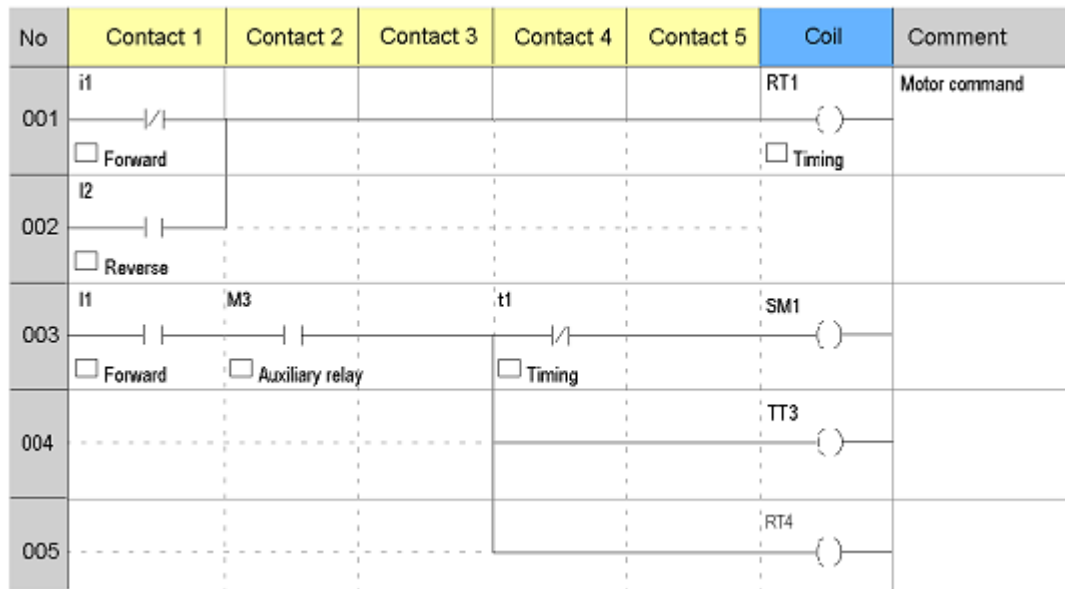 No Contact 1 Contact 2 Contact 3 Contact 4 Contact 5 Coil Comment
i1 RT1 Motor command
001
Forward Timing
I2
002
Reverse
I1 M3 t1 SM1
003
Forward Auxiliary relay Timing
TT3
004
RT4
005